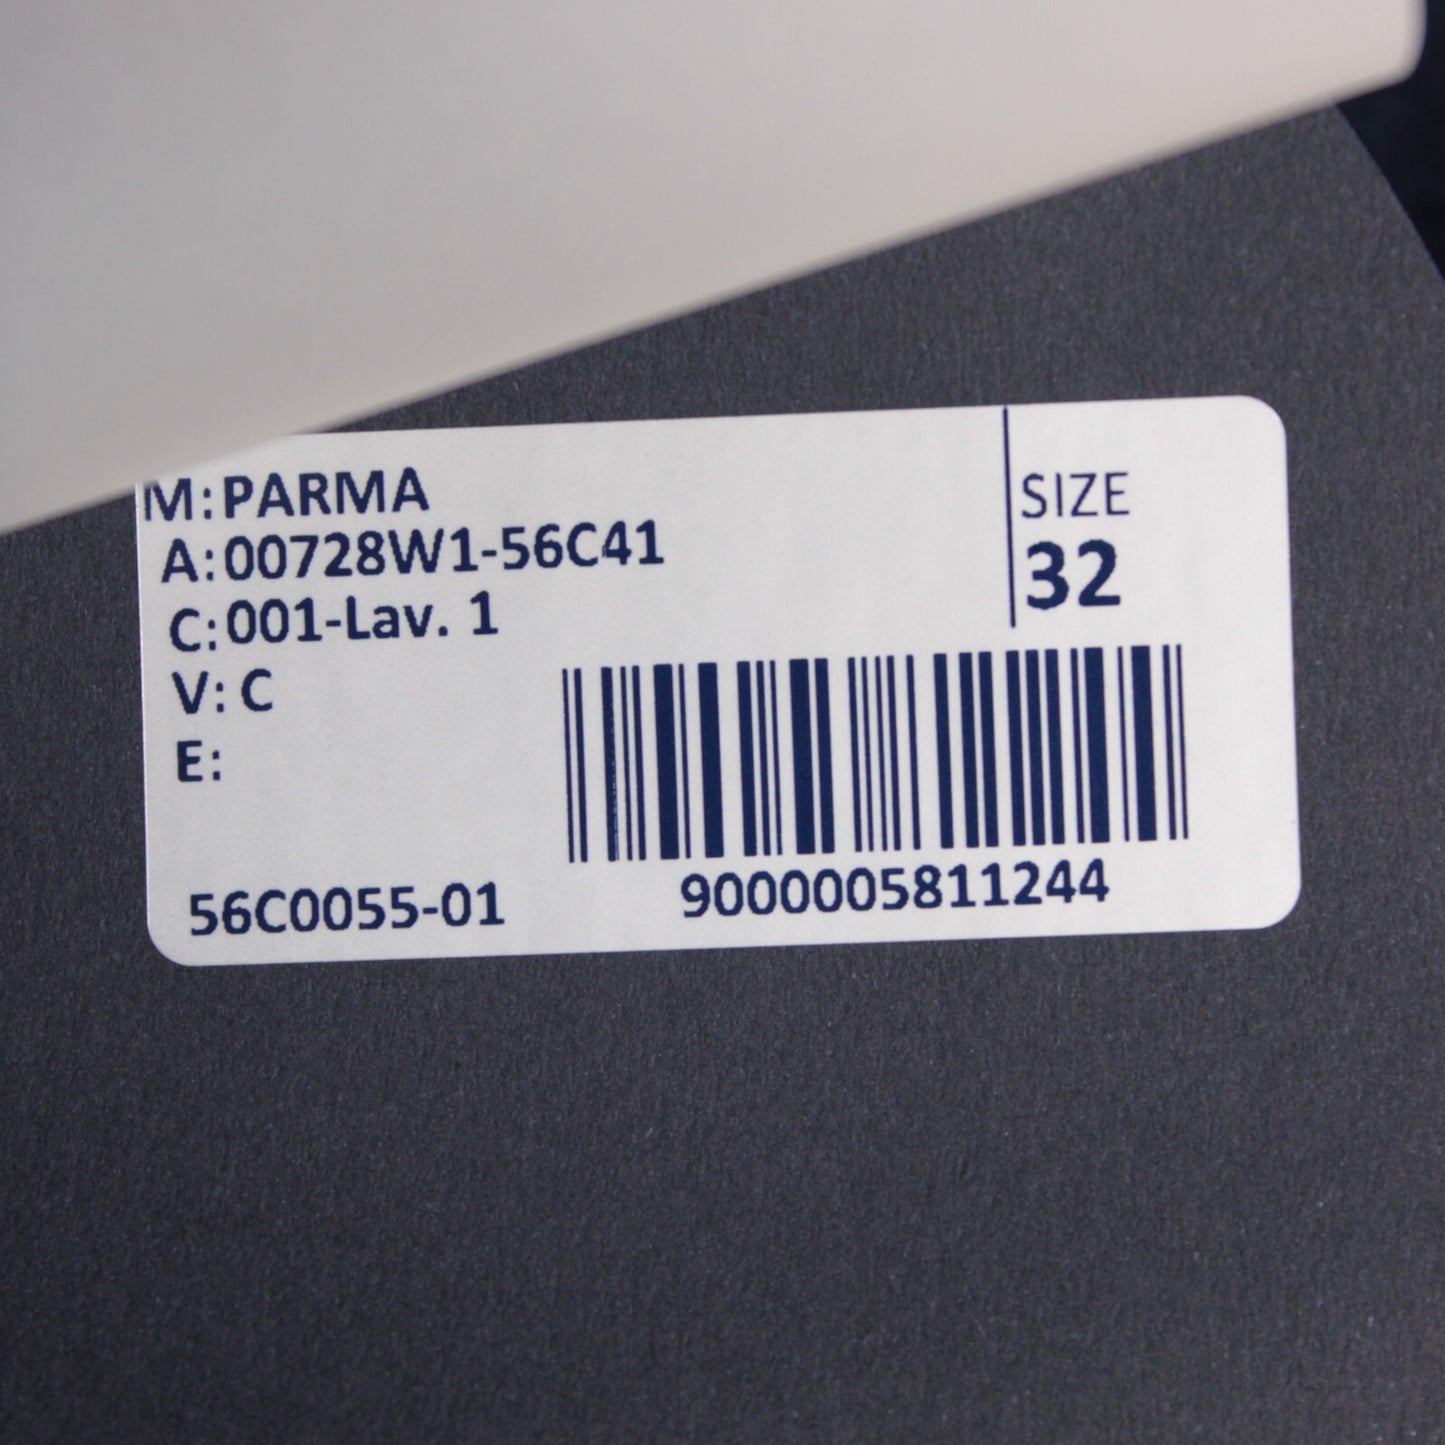 M: PARMA
A: 00728W1-56C41
C: 001-Lav. 1
V: C
E:
SIZE
32
56C0055-01
9000005811244